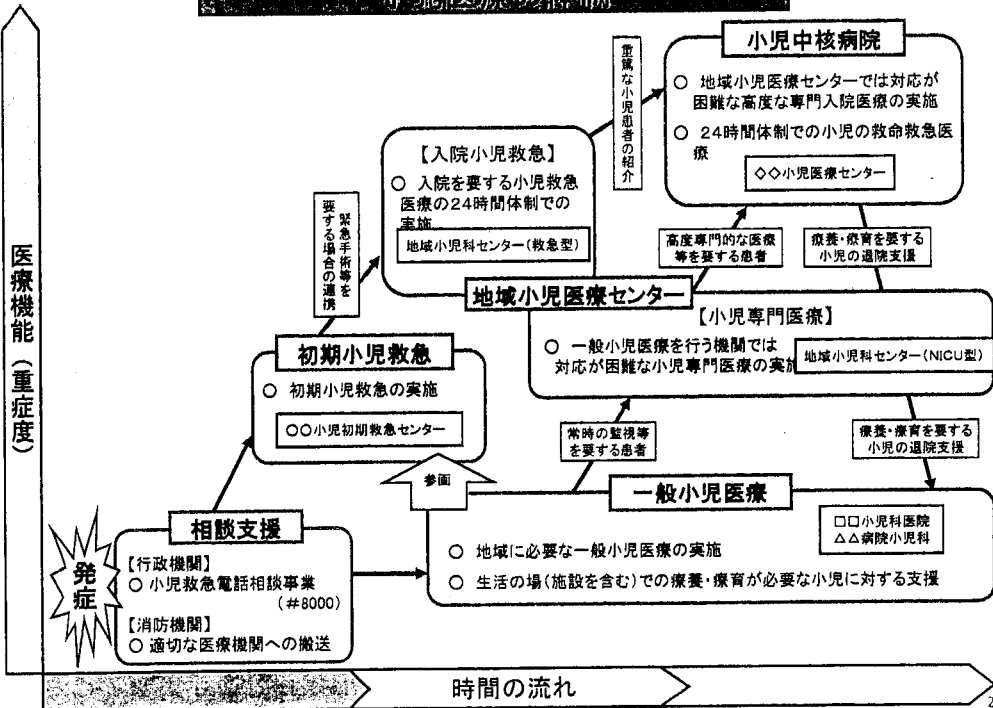 小児中核病院
○ 地域小児医療センターでは対応が
困難な高度な専門入院医療の実施
○ 24時間体制での小児の救命救急医
療
◇◇小児医療センター
重篤な小児患者の紹介
【入院小児救急】
○ 入院を要する小児救急
医療の24時間体制での
実施
地域小児科センター(救急型)
緊急手術等を
要する場合の連携
高度専門的な医療
等を要する患者
療養・療育を要する
小児の退院支援
地域小児医療センター
【小児専門医療】
○ 一般小児医療を行う機関では
対応が困難な小児専門医療の実施
地域小児科センター(NICU型)
初期小児救急
○ 初期小児救急の実施
○○小児初期救急センター
常時の監視等
を要する患者
療養・療育を要する
小児の退院支援
参画
一般小児医療
□□小児科医院
△△病院小児科
○ 地域に必要な一般小児医療の実施
○ 生活の場(施設を含む)での療養・療育が必要な小児に対する支援
相談支援
【行政機関】
○ 小児救急電話相談事業
(#8000)
【消防機関】
○ 適切な医療機関への搬送
発症
医療機能(重症度)
時間の流れ
2